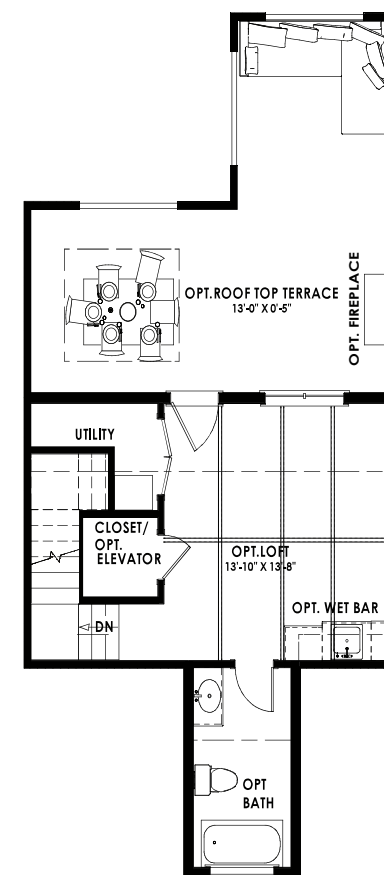 OPT.ROOF TOP TERRACE
13'-0" X 0'-5"
OPT. FIREPLACE
UTILITY
CLOSET/
OPT.
ELEVATOR
OPT.LOFT
13'-10" X 13'-8"
OPT. WET BAR
DN
OPT
BATH